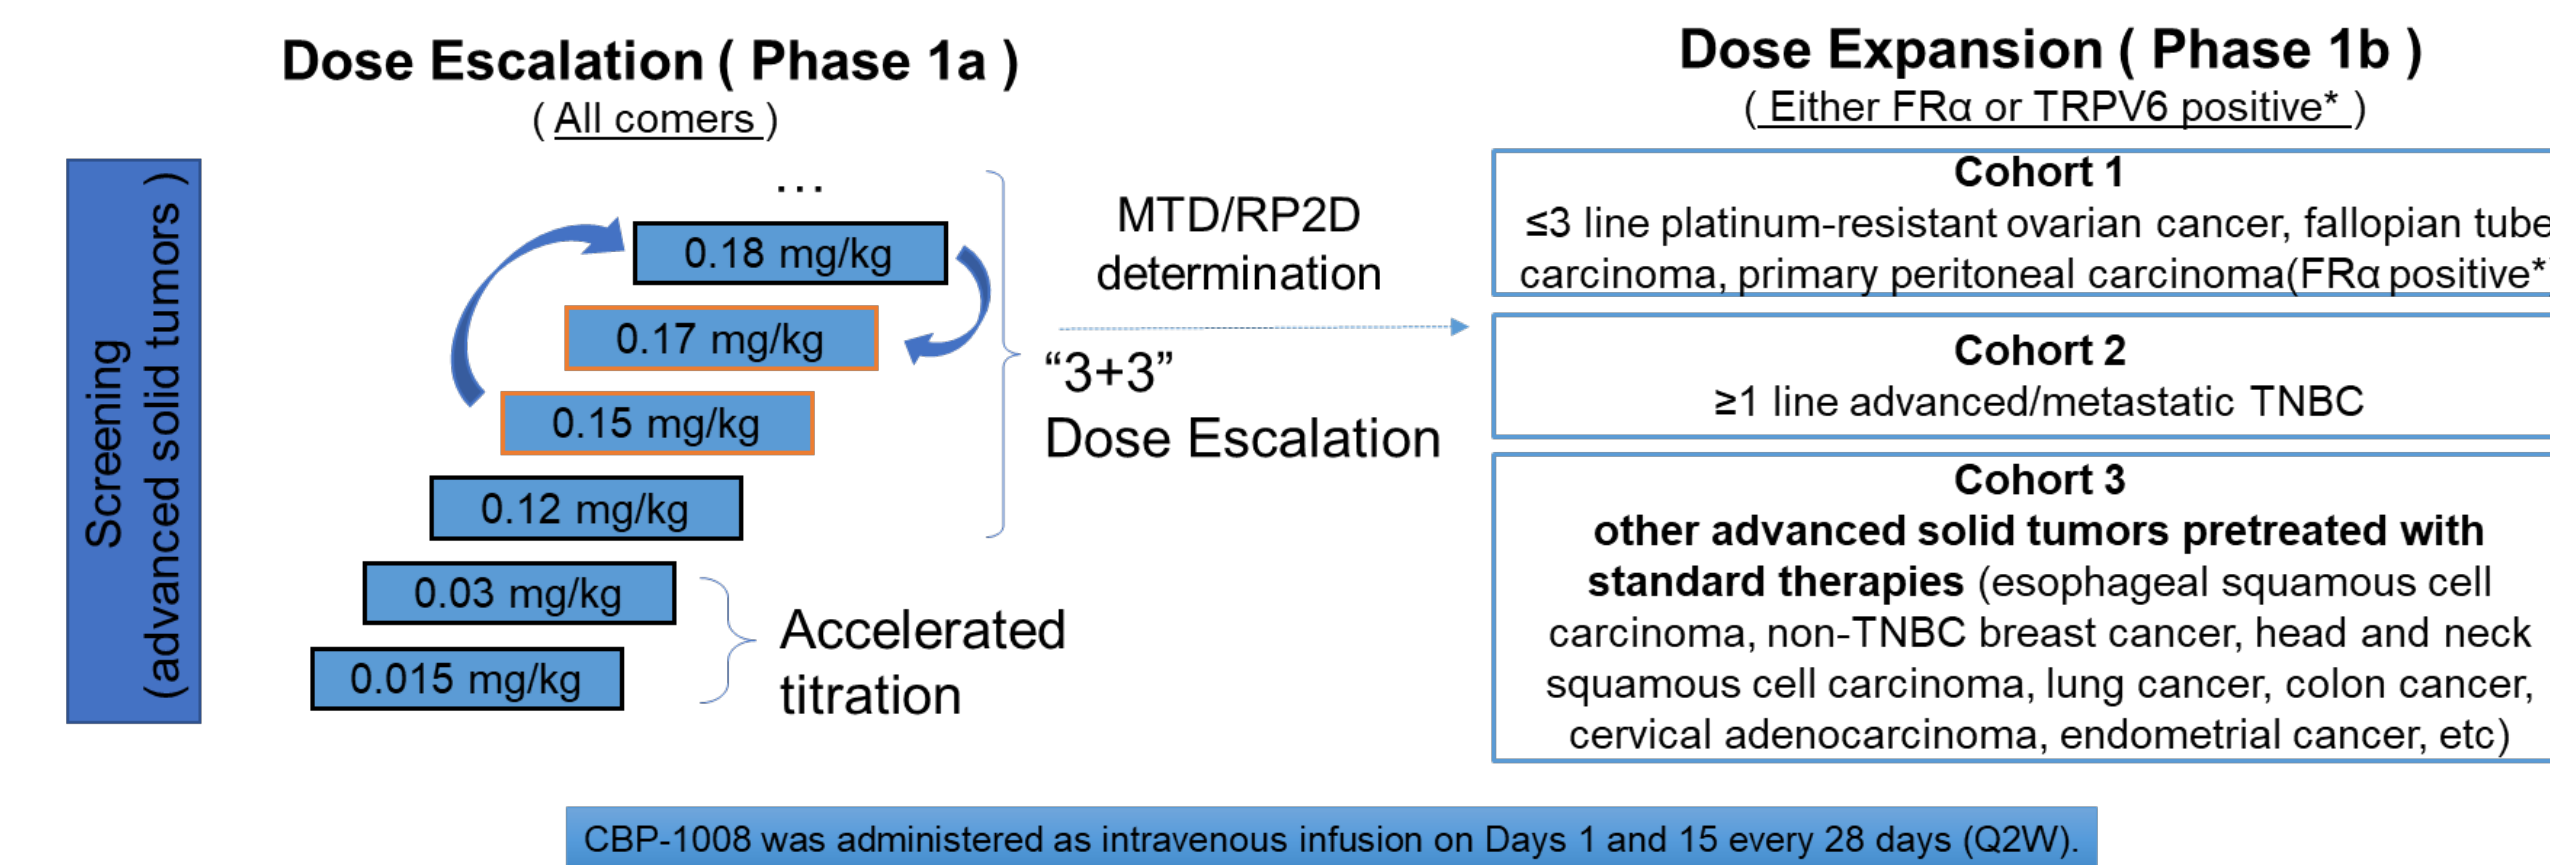 Dose Escalation ( Phase 1a )
( All comers )
Screening
(advanced solid tumors )
…
0.18 mg/kg
0.17 mg/kg
0.15 mg/kg
0.12 mg/kg
0.03 mg/kg
0.015 mg/kg
Accelerated
titration
MTD/RP2D
determination
“3+3”
Dose Escalation
Dose Expansion ( Phase 1b )
( Either FRα or TRPV6 positive* )
Cohort 1
≤3 line platinum-resistant ovarian cancer, fallopian tube
carcinoma, primary peritoneal carcinoma(FRα positive*
Cohort 2
≥1 line advanced/metastatic TNBC
Cohort 3
other advanced solid tumors pretreated with
standard therapies (esophageal squamous cell
carcinoma, non-TNBC breast cancer, head and neck
squamous cell carcinoma, lung cancer, colon cancer,
cervical adenocarcinoma, endometrial cancer, etc)
CBP-1008 was administered as intravenous infusion on Days 1 and 15 every 28 days (Q2W).